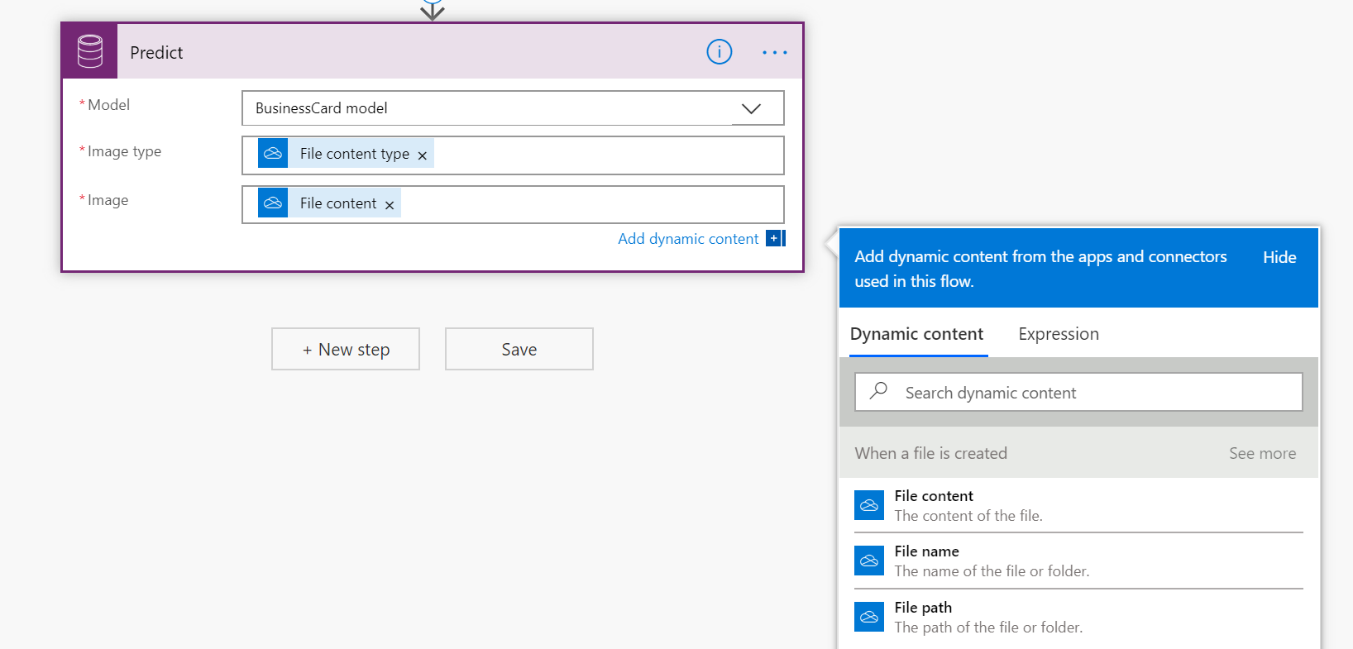 Predict
* Model
BusinessCard model
* Image type
File content type ×
* Image
File content ×
Add dynamic content
+ New step
Save
Add dynamic content from the apps and connectors
used in this flow.
Hide
Dynamic content
Expression
Search dynamic content
When a file is created
See more
File content
The content of the file.
File name
The name of the file or folder.
File path
The path of the file or folder.